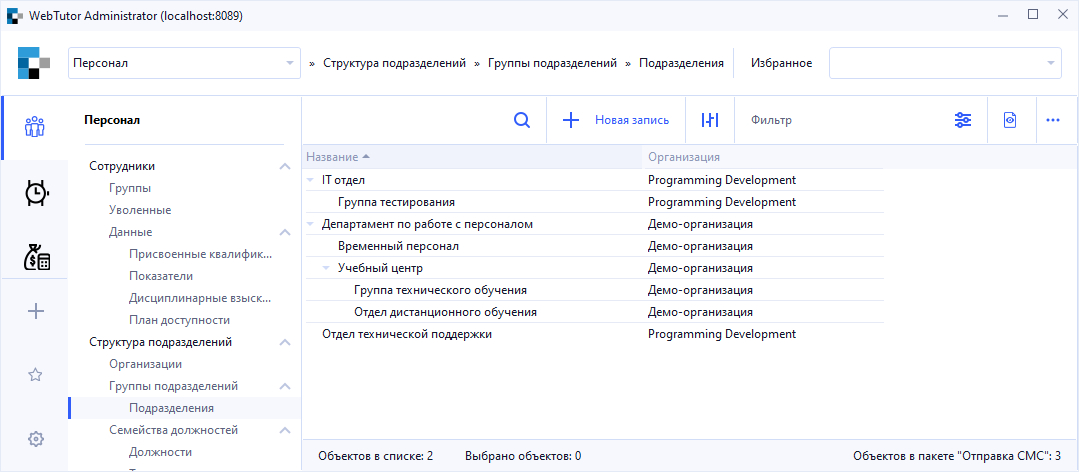 WebTutor Administrator (localhost:8089)
Персонал » Структура подразделений » Группы подразделений » Подразделения Избранное
Персонал
Сотрудники
Группы
Уволенные
Данные
Присвоенные квалифик...
Показатели
Дисциплинарные взыск...
План доступности
Структура подразделений
Организации
Группы подразделений
Подразделения
Семейства должностей
Должности
Новая запись Фильтр
Название Организация
IT отдел Programming Development
Группа тестирования Programming Development
Департамент по работе с персоналом Демо-организация
Временный персонал Демо-организация
Учебный центр Демо-организация
Группа технического обучения Демо-организация
Отдел дистанционного обучения Демо-организация
Отдел технической поддержки Programming Development
Объектов в списке: 2 Выбрано объектов: 0 Объектов в пакете "Отправка СМС": 3